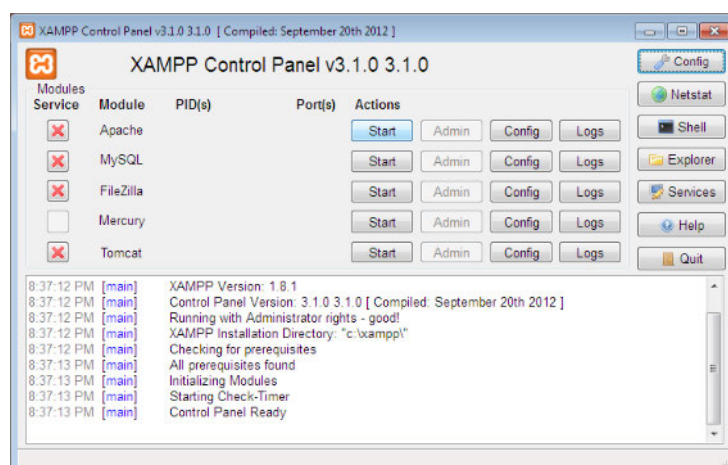 XAMPP Control Panel v3.1.0 3.1.0 [ Compiled: September 20th 2012 ]
XAMPP Control Panel v3.1.0 3.1.0
Config
Modules
Service Module PID(s) Port(s) Actions
Netstat
Apache Start Admin Config Logs
Shell
MySQL Start Admin Config Logs
Explorer
FileZilla Start Admin Config Logs
Services
Mercury Start Admin Config Logs
Help
Tomcat Start Admin Config Logs
Quit
8:37:12 PM [main] XAMPP Version: 1.8.1
8:37:12 PM [main] Control Panel Version: 3.1.0 3.1.0 [ Compiled: September 20th 2012 ]
8:37:12 PM [main] Running with Administrator rights - good!
8:37:12 PM [main] XAMPP Installation Directory: "c:\xampp\"
8:37:12 PM [main] Checking for prerequisites
8:37:13 PM [main] All prerequisites found
8:37:13 PM [main] Initializing Modules
8:37:13 PM [main] Starting Check-Timer
8:37:13 PM [main] Control Panel Ready